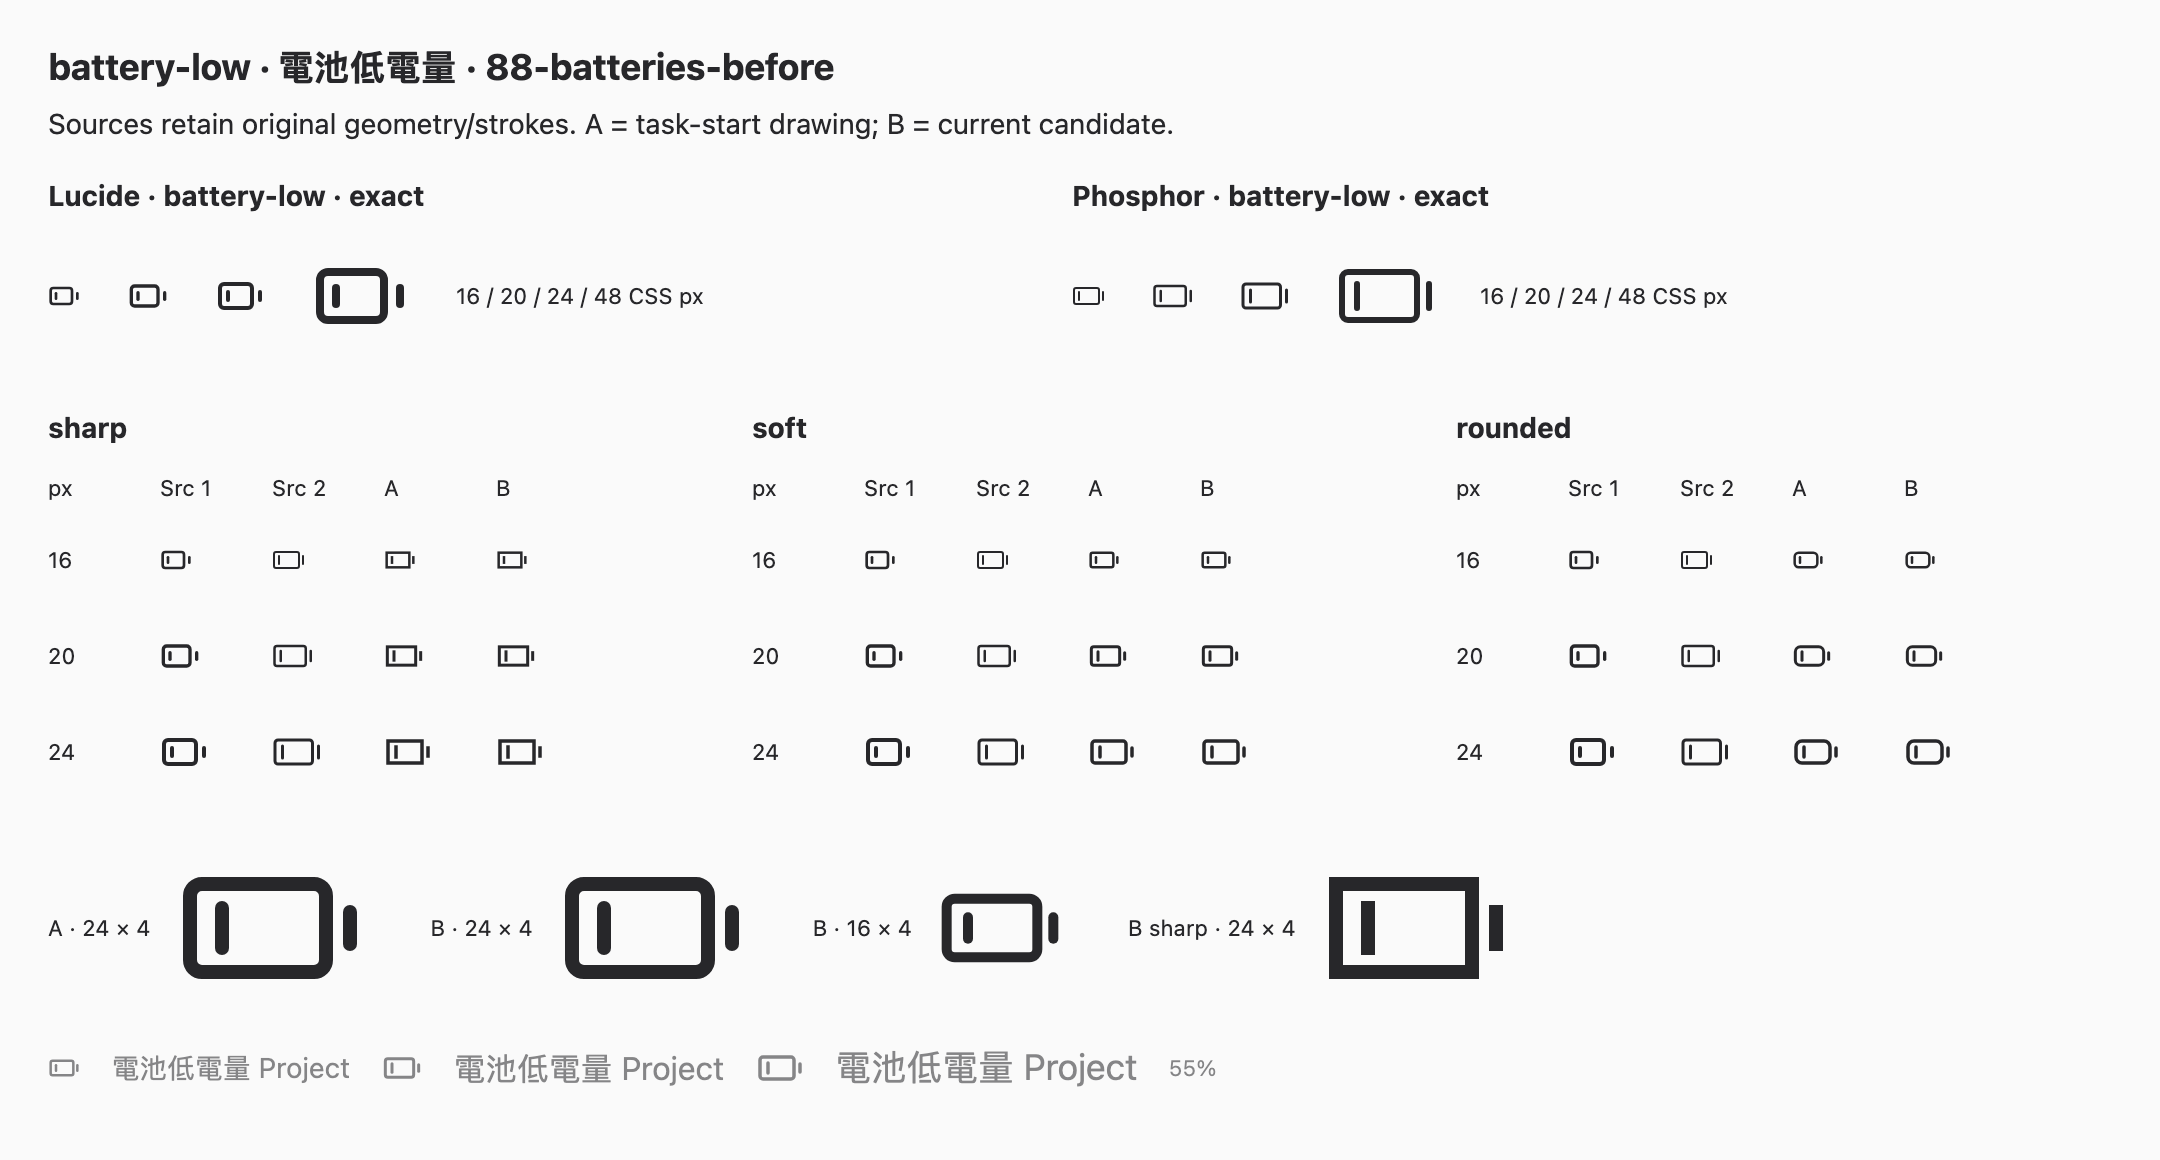 battery-low · 電池低電量 · 88-batteries-before
Sources retain original geometry/strokes. A = task-start drawing; B = current candidate.
Lucide · battery-low · exact
16 / 20 / 24 / 48 CSS px
Phosphor · battery-low · exact
16 / 20 / 24 / 48 CSS px
sharp
px Src 1 Src 2 A B
16
20
24
soft
px Src 1 Src 2 A B
16
20
24
rounded
px Src 1 Src 2 A B
16
20
24
A · 24 × 4 B · 24 × 4 B · 16 × 4 B sharp · 24 × 4
電池低電量 Project 電池低電量 Project 電池低電量 Project 55%